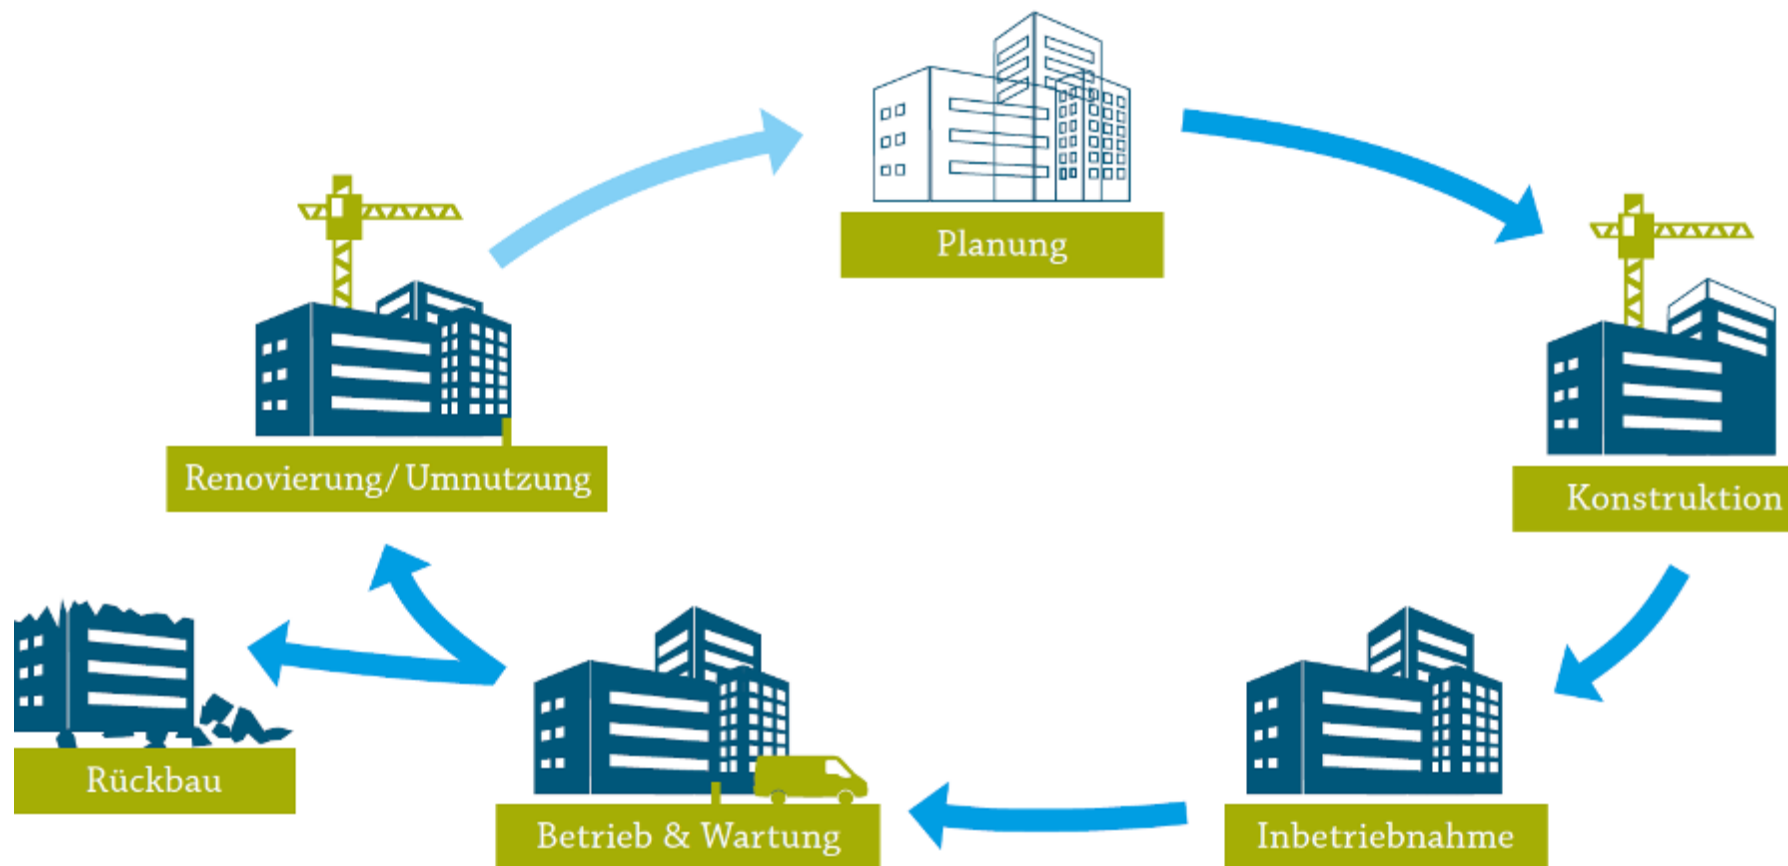 Planung
Renovierung/ Umnutzung
Konstruktion
Rückbau
Betrieb & Wartung
Inbetriebnahme